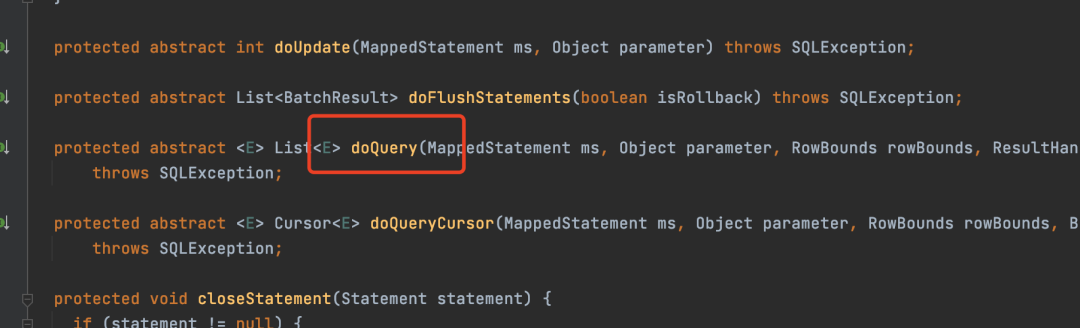 }
protected abstract int doUpdate(MappedStatement ms, Object parameter) throws SQLException;
protected abstract List<BatchResult> doFlushStatements(boolean isRollback) throws SQLException;
protected abstract <E> List<E> doQuery(MappedStatement ms, Object parameter, RowBounds rowBounds, ResultHan
throws SQLException;
protected abstract <E> Cursor<E> doQueryCursor(MappedStatement ms, Object parameter, RowBounds rowBounds, B
throws SQLException;
protected void closeStatement(Statement statement) {
if (statement != null) {